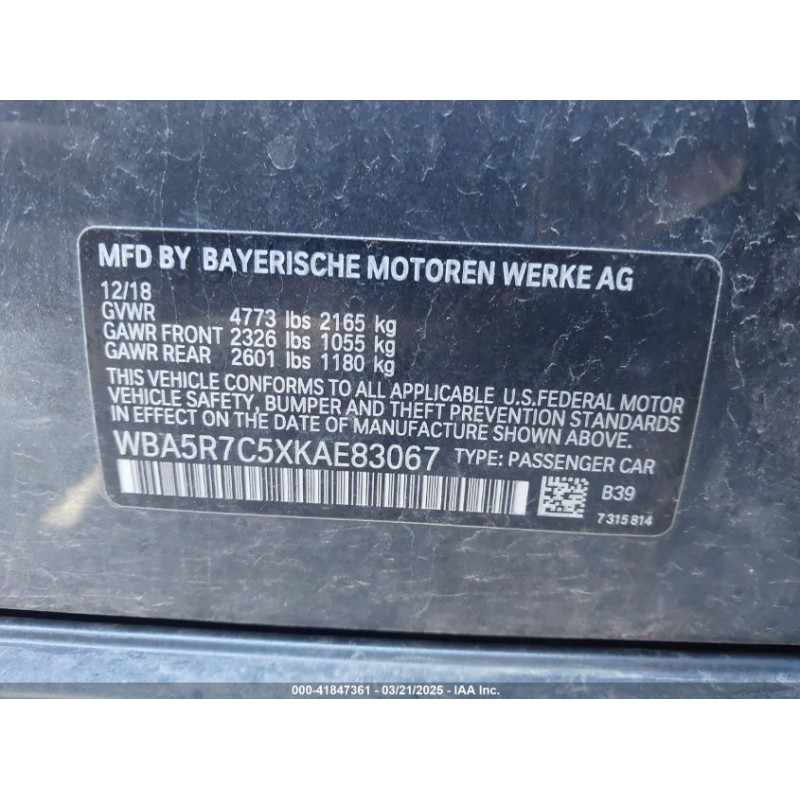 MFD BY BAYERISCHE MOTOREN WERKE AG
12/18
GVWR 4773 lbs 2165 kg
GAWR FRONT 2326 lbs 1055 kg
GAWR REAR 2601 lbs 1180 kg
THIS VEHICLE CONFORMS TO ALL APPLICABLE U.S.FEDERAL MOTOR
VEHICLE SAFETY, BUMPER AND THEFT PREVENTION STANDARDS
IN EFFECT ON THE DATE OF MANUFACTURE SHOWN ABOVE.
WBA5R7C5XKAE83067 TYPE: PASSENGER CAR
B39
7 315 814
000-41847361 - 03/21/2025 - IAA Inc.